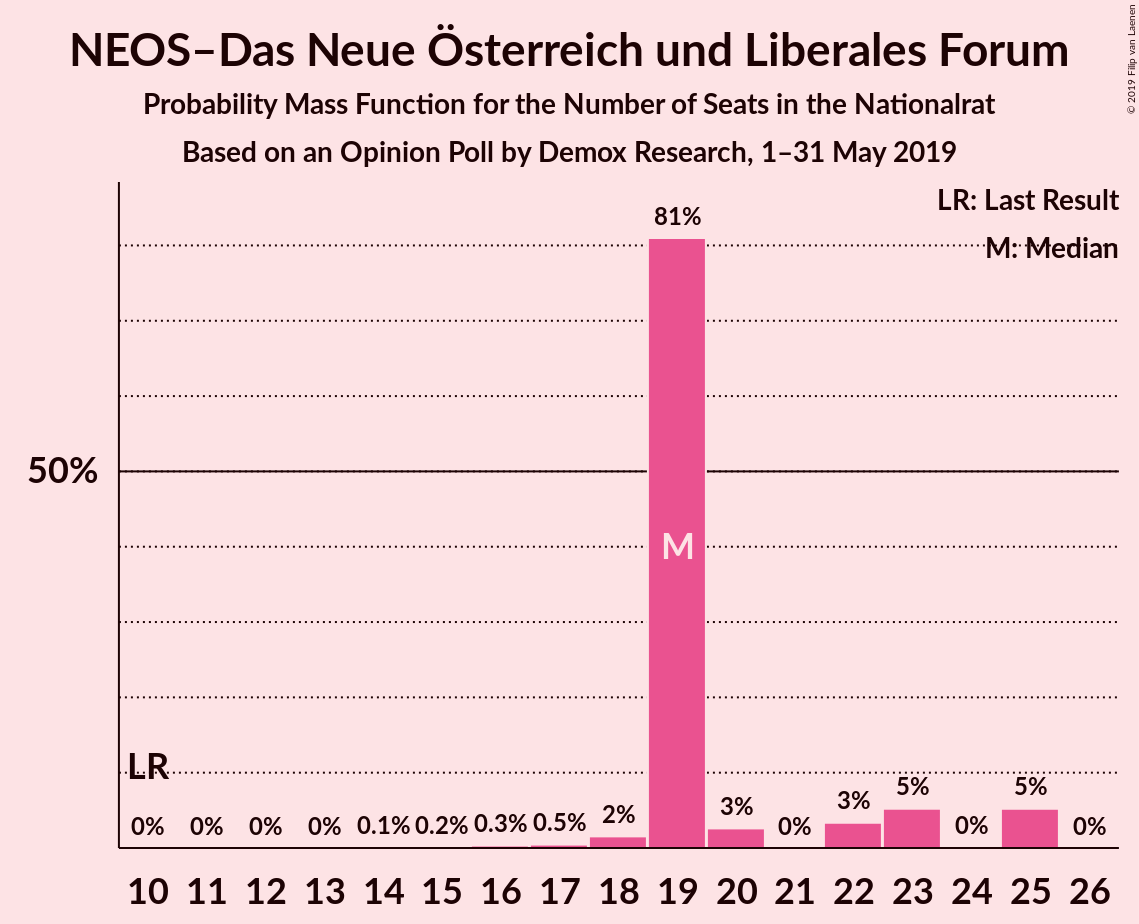 NEOS–Das Neue Österreich und Liberales Forum
Probability Mass Function for the Number of Seats in the Nationalrat
Based on an Opinion Poll by Demox Research, 1–31 May 2019
© 2019 Filip van Laenen
LR: Last Result
M: Median
81%
50%
M
LR
0% 0% 0% 0% 0.1% 0.2% 0.3% 0.5% 2% 3% 0% 3% 5% 0% 5% 0%
10 11 12 13 14 15 16 17 18 19 20 21 22 23 24 25 26